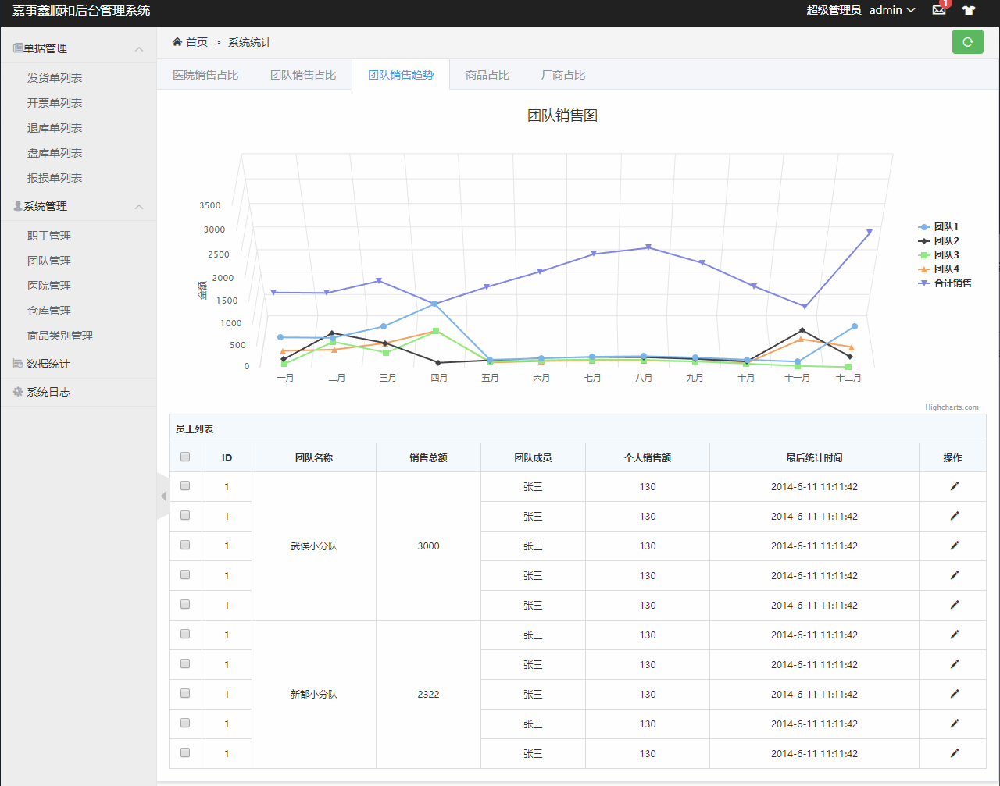 嘉事鑫顺和后台管理系统
超级管理员 admin 1
单据管理
发货单列表
开票单列表
退库单列表
盘库单列表
报损单列表
系统管理
职工管理
团队管理
医院管理
仓库管理
商品类别管理
数据统计
系统日志
首页 > 系统统计
医院销售占比 团队销售占比 团队销售趋势 商品占比 厂商占比
团队销售图
3500
3000
2500
2000
1500
1000
500
0
金额
一月 二月 三月 四月 五月 六月 七月 八月 九月 十月 十一月 十二月
团队1
团队2
团队3
团队4
合计销售
Highcharts.com
员工列表
ID 团队名称 销售总额 团队成员 个人销售额 最后统计时间 操作
1 武侯小分队 3000 张三 130 2014-6-11 11:11:42
1 张三 130 2014-6-11 11:11:42
1 张三 130 2014-6-11 11:11:42
1 张三 130 2014-6-11 11:11:42
1 张三 130 2014-6-11 11:11:42
1 新都小分队 2322 张三 130 2014-6-11 11:11:42
1 张三 130 2014-6-11 11:11:42
1 张三 130 2014-6-11 11:11:42
1 张三 130 2014-6-11 11:11:42
1 张三 130 2014-6-11 11:11:42